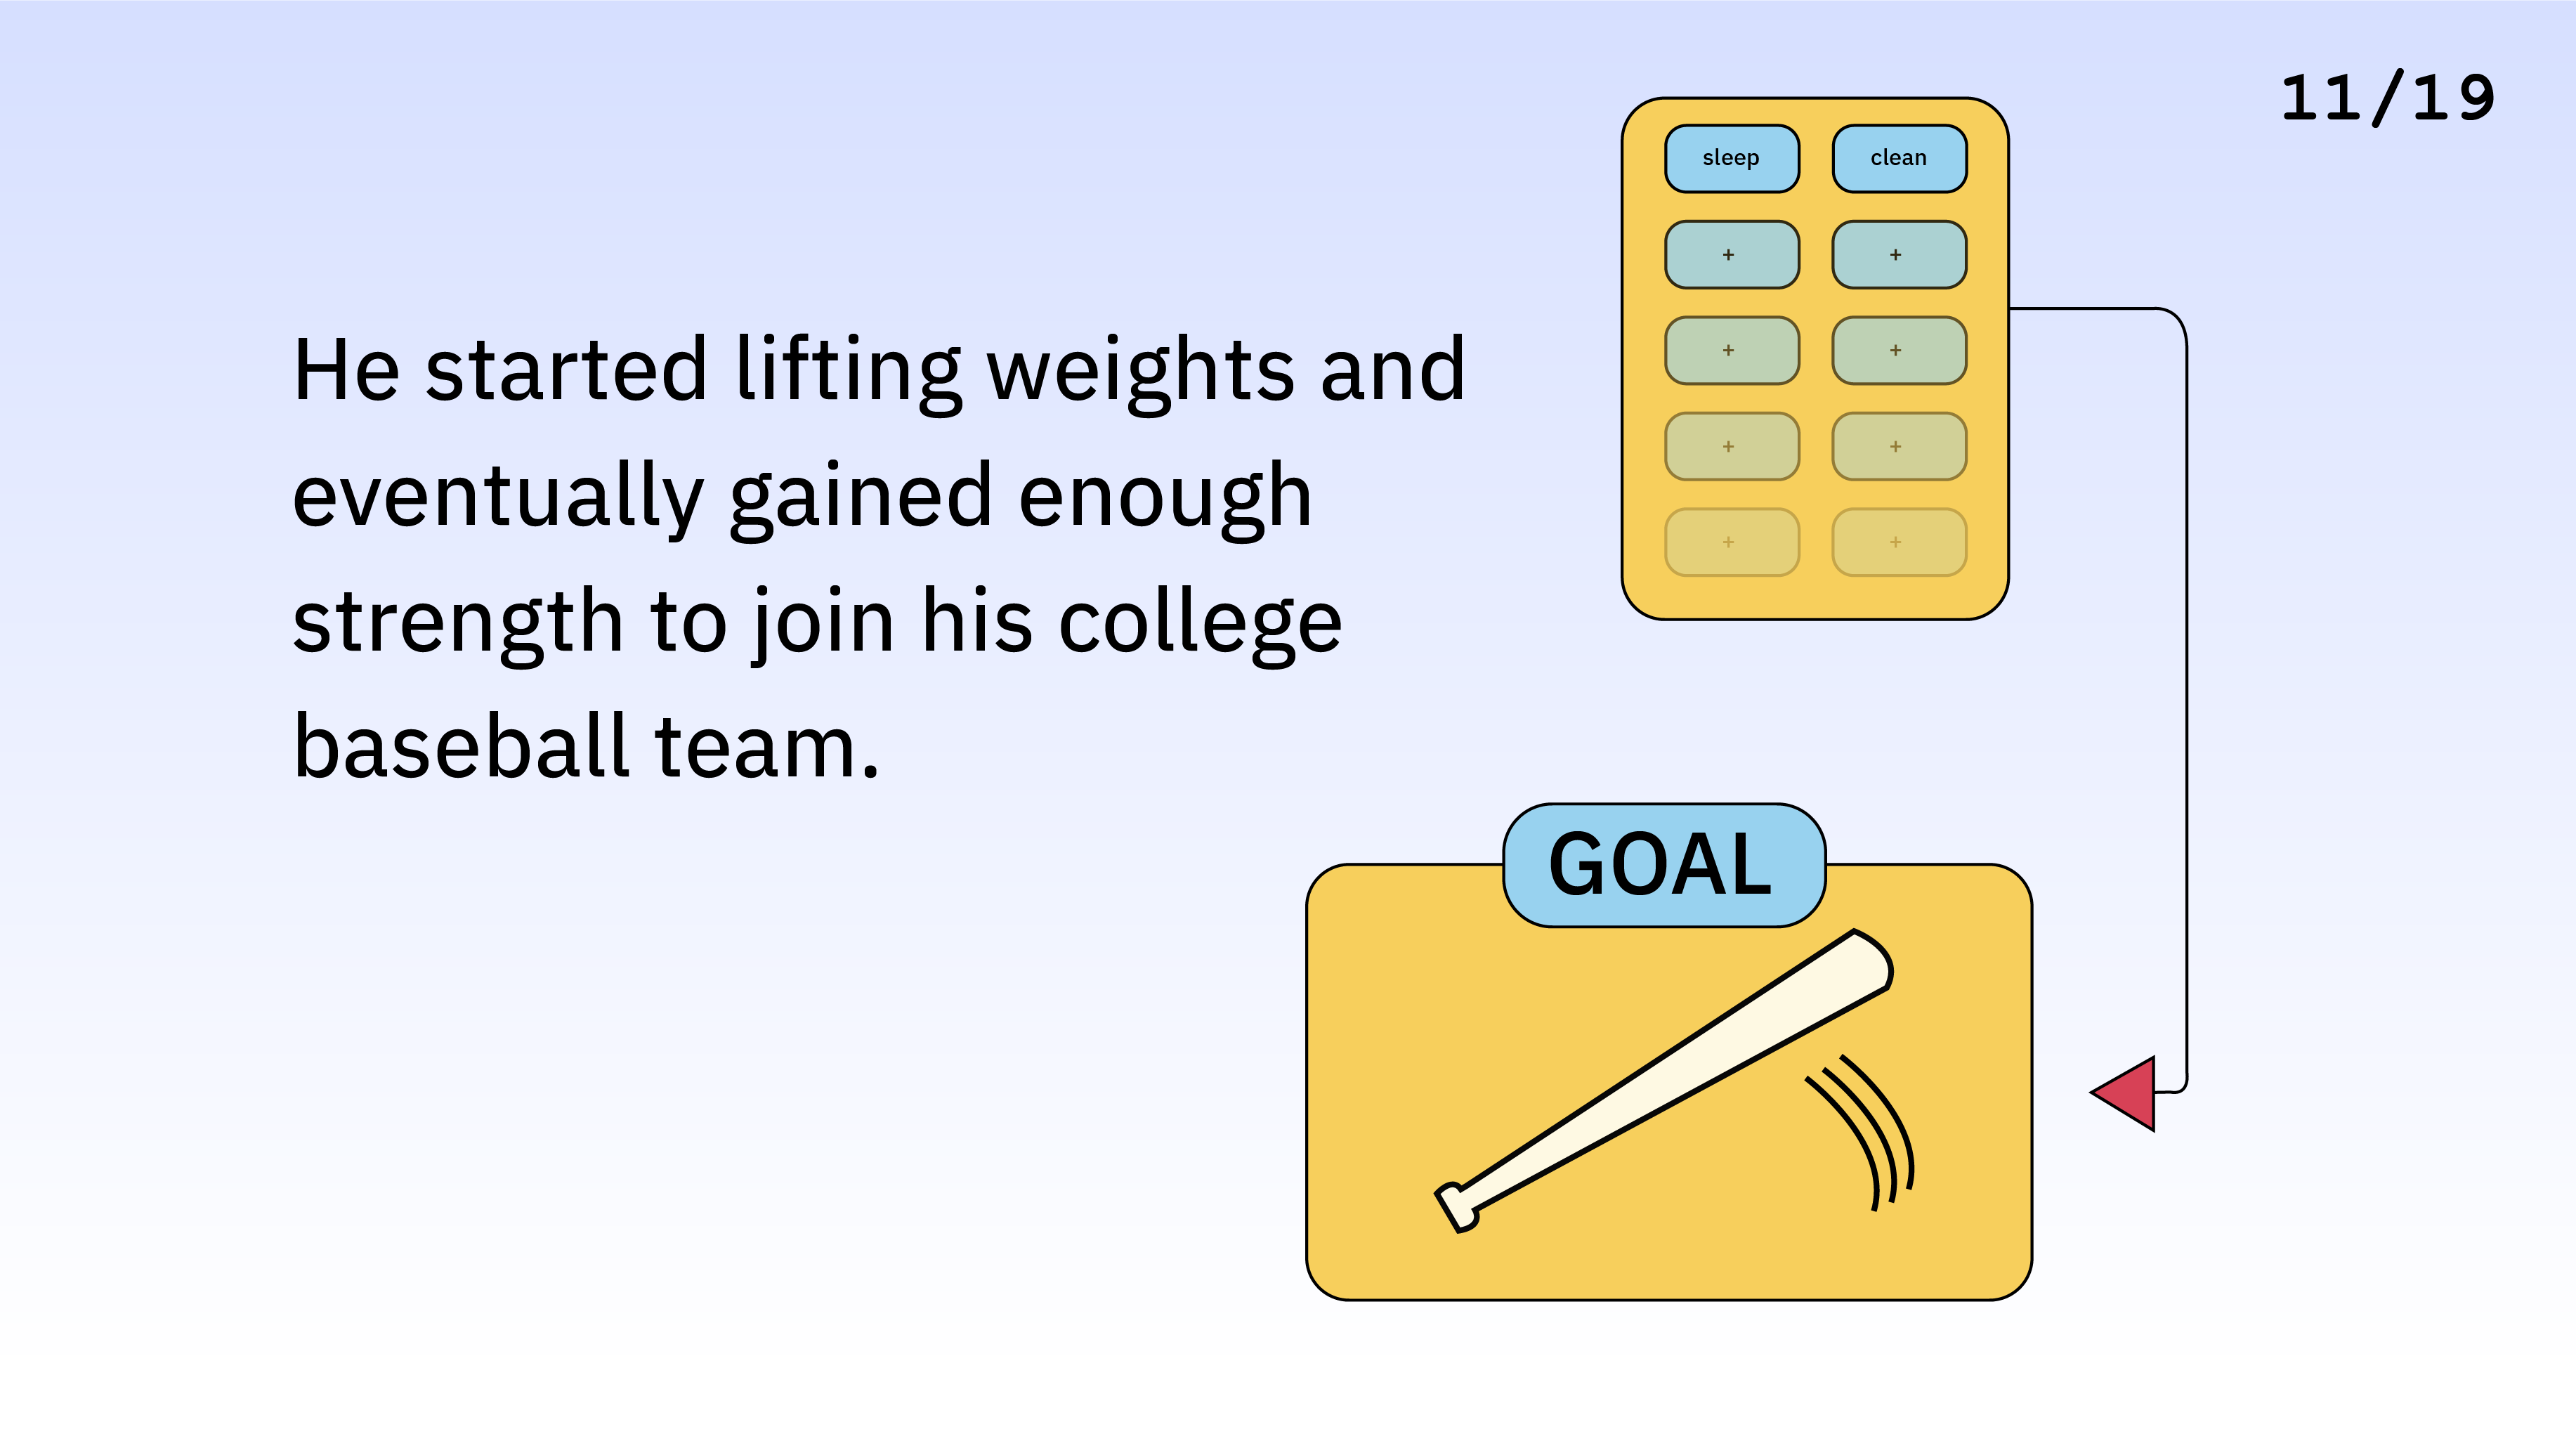 11/19
sleep clean
+ +
+ +
+ +
+ +
He started lifting weights and
eventually gained enough
strength to join his college
baseball team.
GOAL